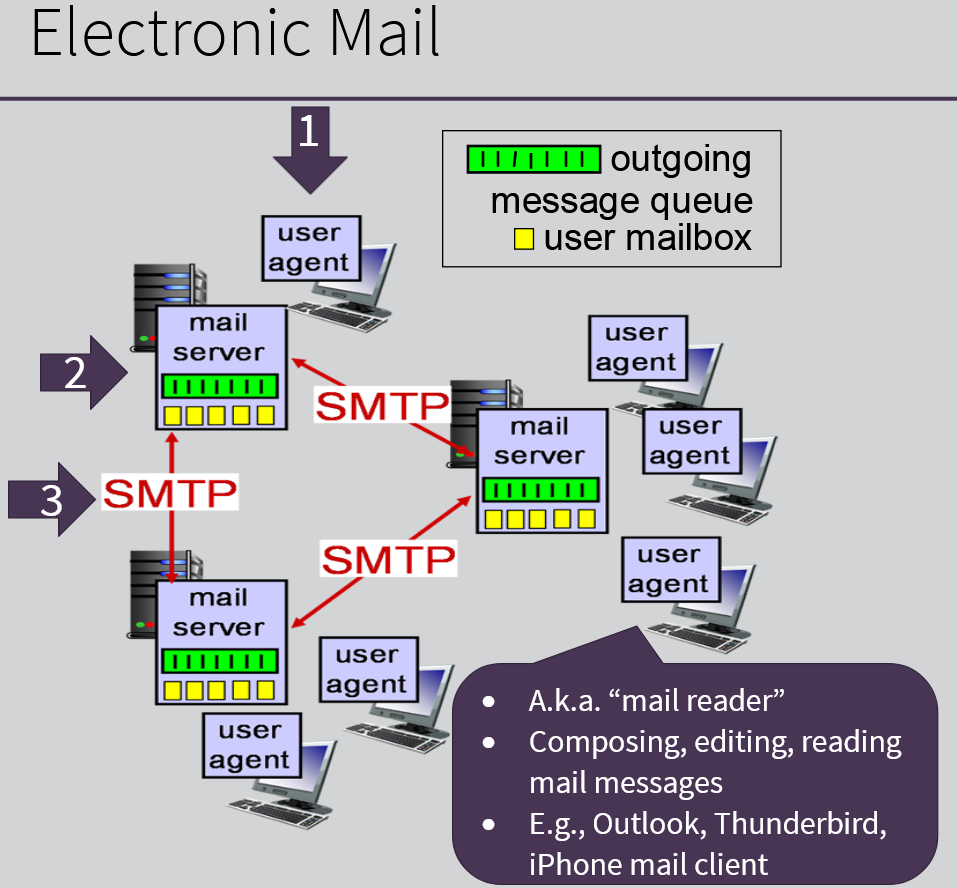 Electronic Mail
1
outgoing
message queue
user mailbox
user
agent
mail
server
2
SMTP
user
agent
mail
server
user
agent
3
SMTP
SMTP
user
agent
mail
server
user
agent
user
agent
• A.k.a. “mail reader”
• Composing, editing, reading
mail messages
• E.g., Outlook, Thunderbird,
iPhone mail client